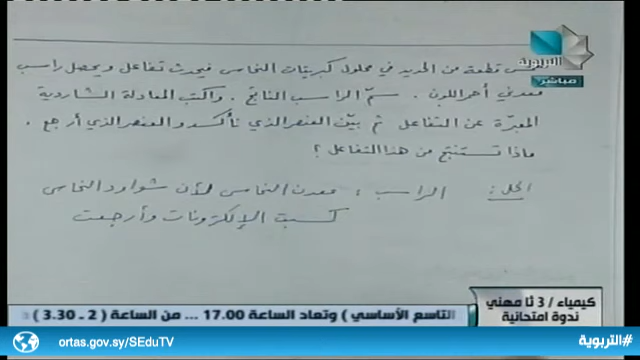 التربوية
مباشر
قطعة من الحديد في محلول كبريتات النحاس فيحدث تفاعل ويحصل راسب
معدني أحمر اللون . سمّ الراسب الناتج . واكتب المعادلة الشاردية
المعبّرة عن التفاعل ثم بيّن العنصر الذي تأكسد والعنصر الذي أرجع .
ماذا تستنتج من هذا التفاعل ؟
الحل : الراسب : معدن النحاس لأن شوارد النحاس
كسبت الإلكترونات وأرجعت
كيمياء / 3 ثا مهني
ندوة امتحانية
التاسع الأساسي ) وتعاد الساعة 17.00 ... من الساعة ( 2 - 3.30 )
#التربوية
ortas.gov.sy/SEduTV